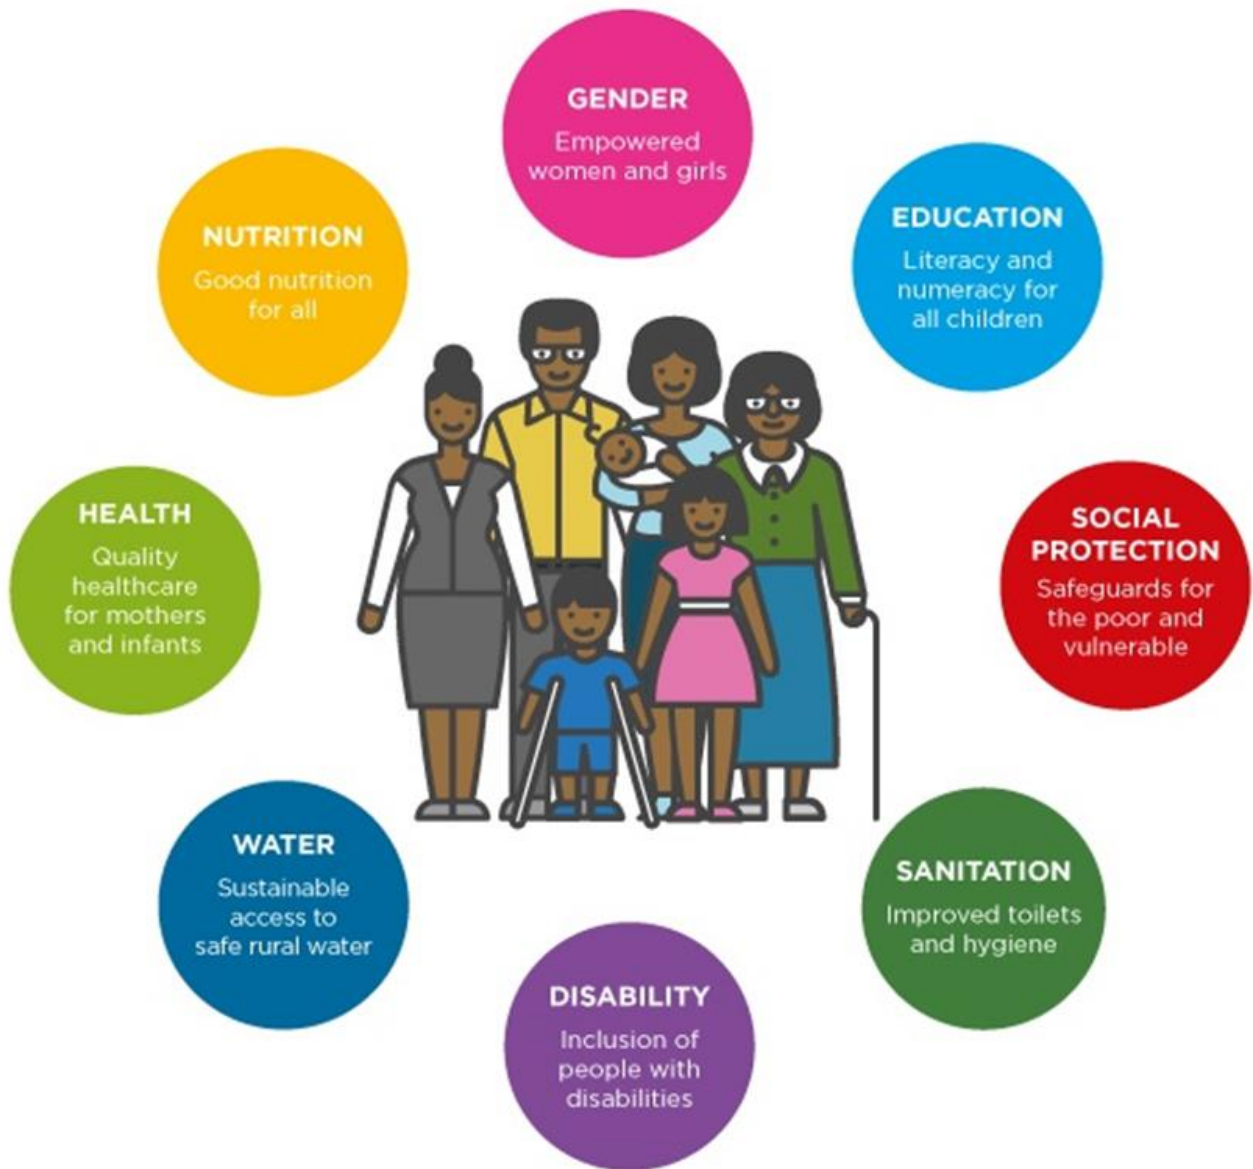 GENDER
Empowered
women and girls
EDUCATION
Literacy and
numeracy for
all children
SOCIAL
PROTECTION
Safeguards for
the poor and
vulnerable
SANITATION
Improved toilets
and hygiene
DISABILITY
Inclusion of
people with
disabilities
WATER
Sustainable
access to
safe rural water
HEALTH
Quality
healthcare
for mothers
and infants
NUTRITION
Good nutrition
for all